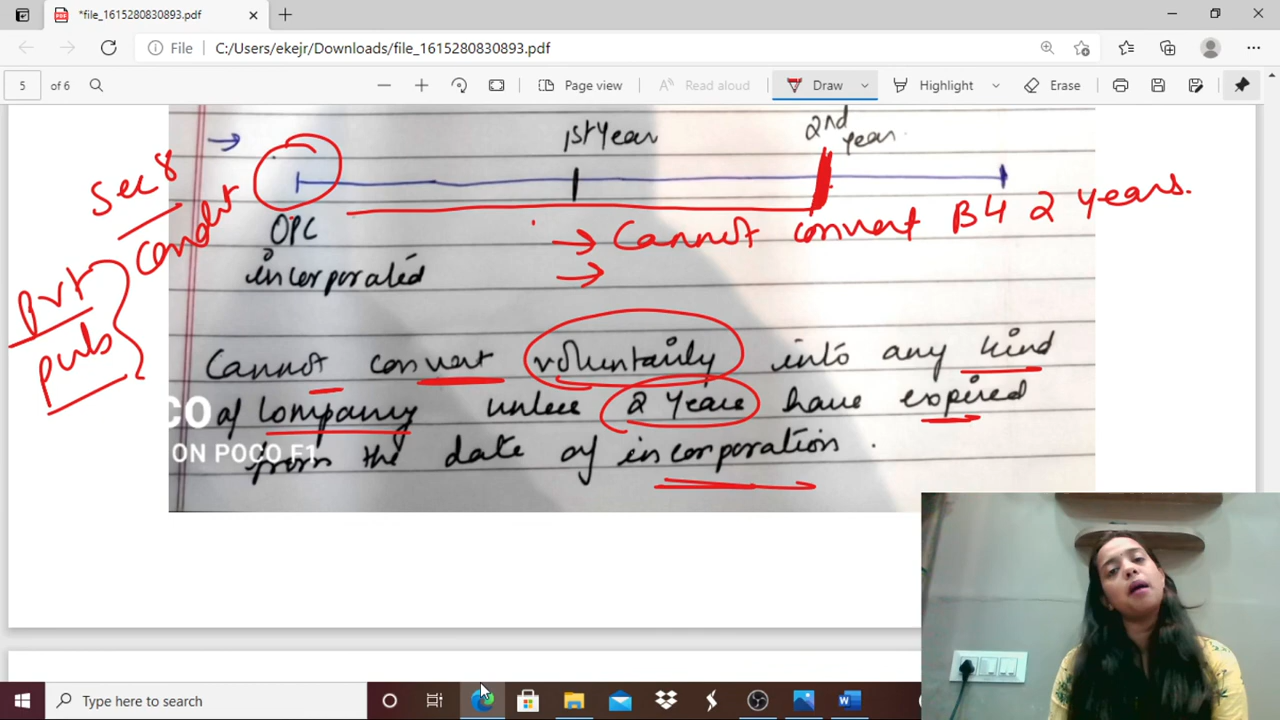 *file_1615280830893.pdf
File C:/Users/ekejr/Downloads/file_1615280830893.pdf
5 of 6 Page view Read aloud Draw Highlight Erase
1st Year
2nd
year
Sec 8
OPC
incorporated
→ Cannot convert B4 2 years.
→
Pvt
pub
Cannot convert voluntarily into any kind
of Company unless 2 Years have expired
from the date of incorporation.
CO
ON POCO F1
Type here to search